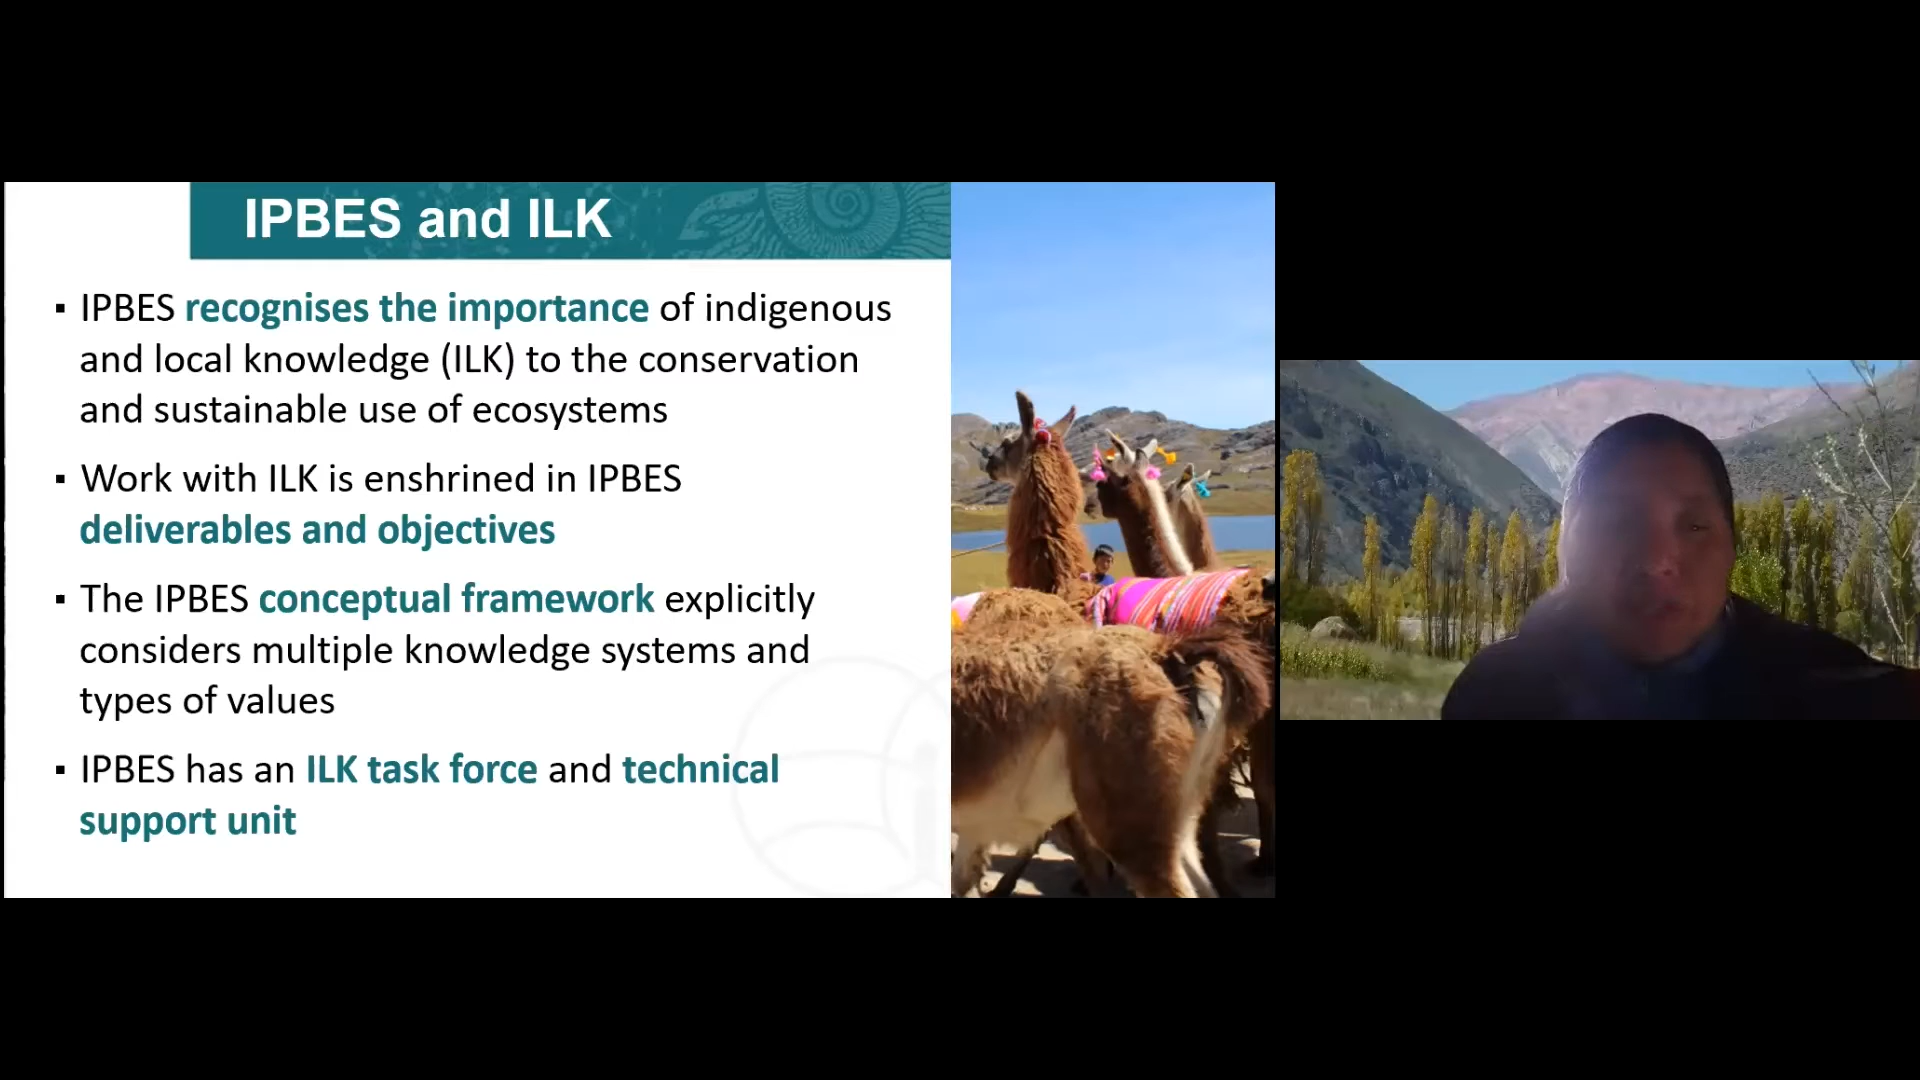 IPBES and ILK
▪ IPBES recognises the importance of indigenous
and local knowledge (ILK) to the conservation
and sustainable use of ecosystems
▪ Work with ILK is enshrined in IPBES
deliverables and objectives
▪ The IPBES conceptual framework explicitly
considers multiple knowledge systems and
types of values
▪ IPBES has an ILK task force and technical
support unit